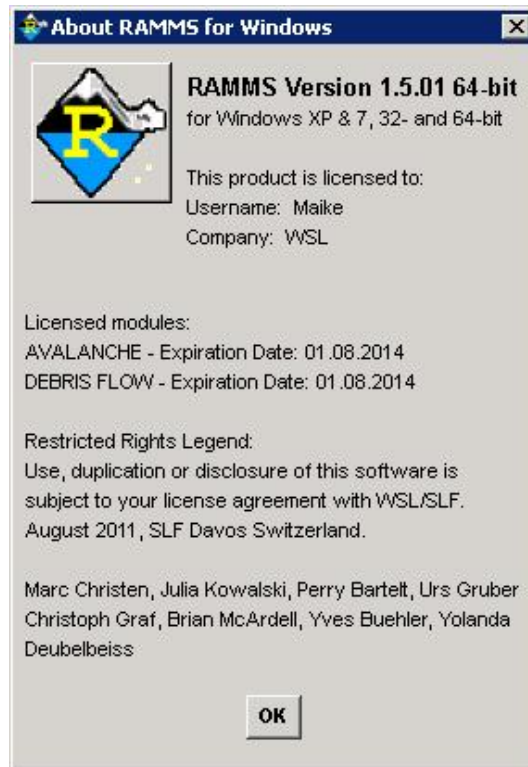 About RAMMS for Windows
R
RAMMS Version 1.5.01 64-bit
for Windows XP & 7, 32- and 64-bit
This product is licensed to:
Username: Maike
Company: WSL
Licensed modules:
AVALANCHE - Expiration Date: 01.08.2014
DEBRIS FLOW - Expiration Date: 01.08.2014
Restricted Rights Legend:
Use, duplication or disclosure of this software is
subject to your license agreement with WSL/SLF.
August 2011, SLF Davos Switzerland.
Marc Christen, Julia Kowalski, Perry Bartelt, Urs Gruber
Christoph Graf, Brian McArdell, Yves Buehler, Yolanda
Deubelbeiss
OK